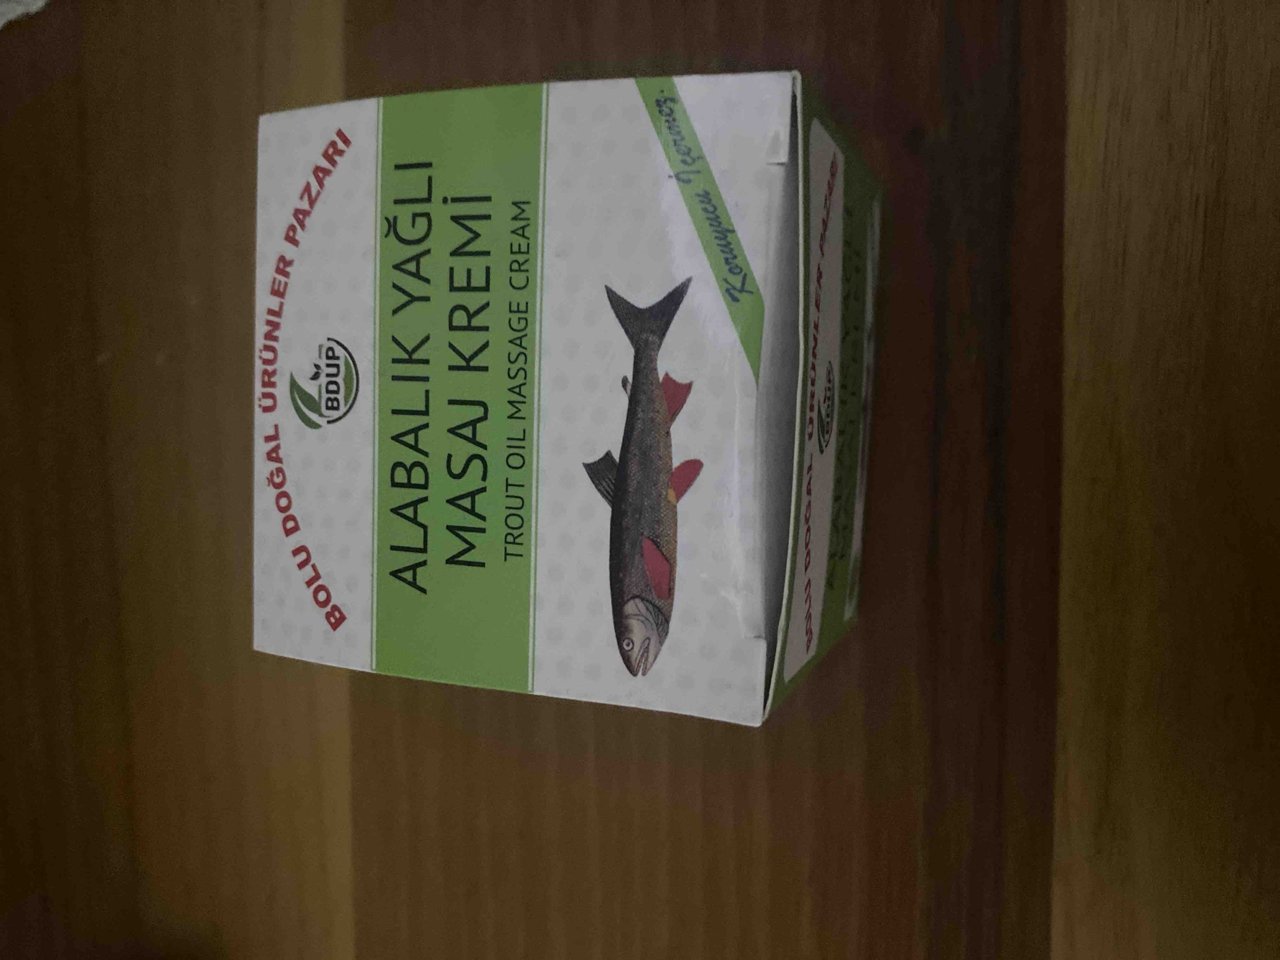 BOLU DOĞAL ÜRÜNLER PAZARI
BDUP
ALABALIK YAĞLI
MASAJ KREMİ
TROUT OIL MASSAGE CREAM
Koruyucu İçermez.
BOLU DOĞAL ÜRÜNLER PAZARI
BDUP